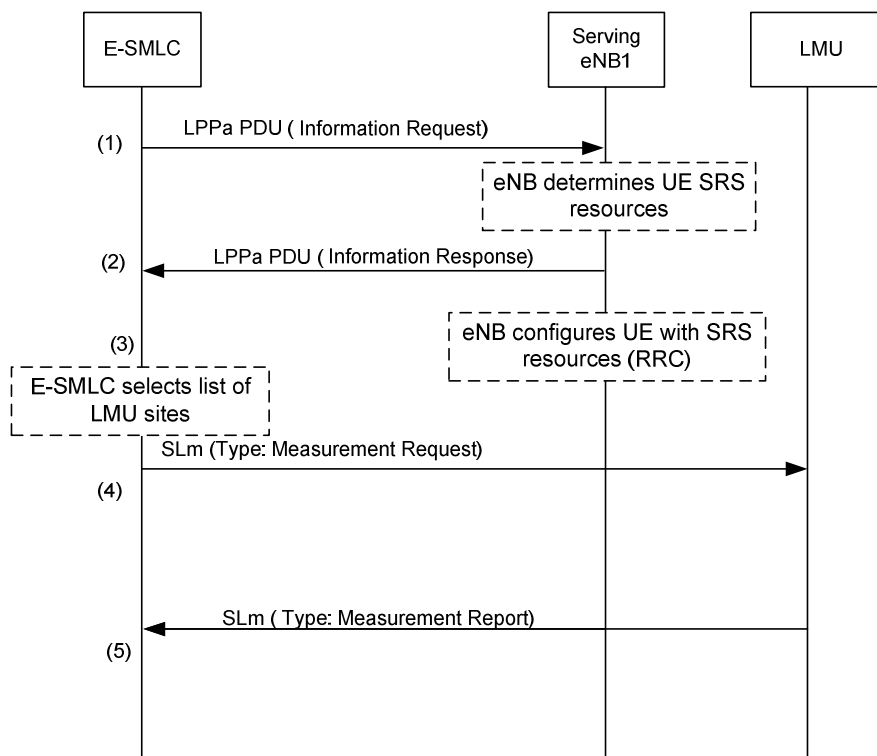 E-SMLC
Serving
eNB1
LMU
(1)
LPPa PDU ( Information Request)
eNB determines UE SRS
resources
(2)
LPPa PDU ( Information Response)
eNB configures UE with SRS
resources (RRC)
(3)
E-SMLC selects list of
LMU sites
SLm (Type: Measurement Request)
(4)
SLm ( Type: Measurement Report)
(5)